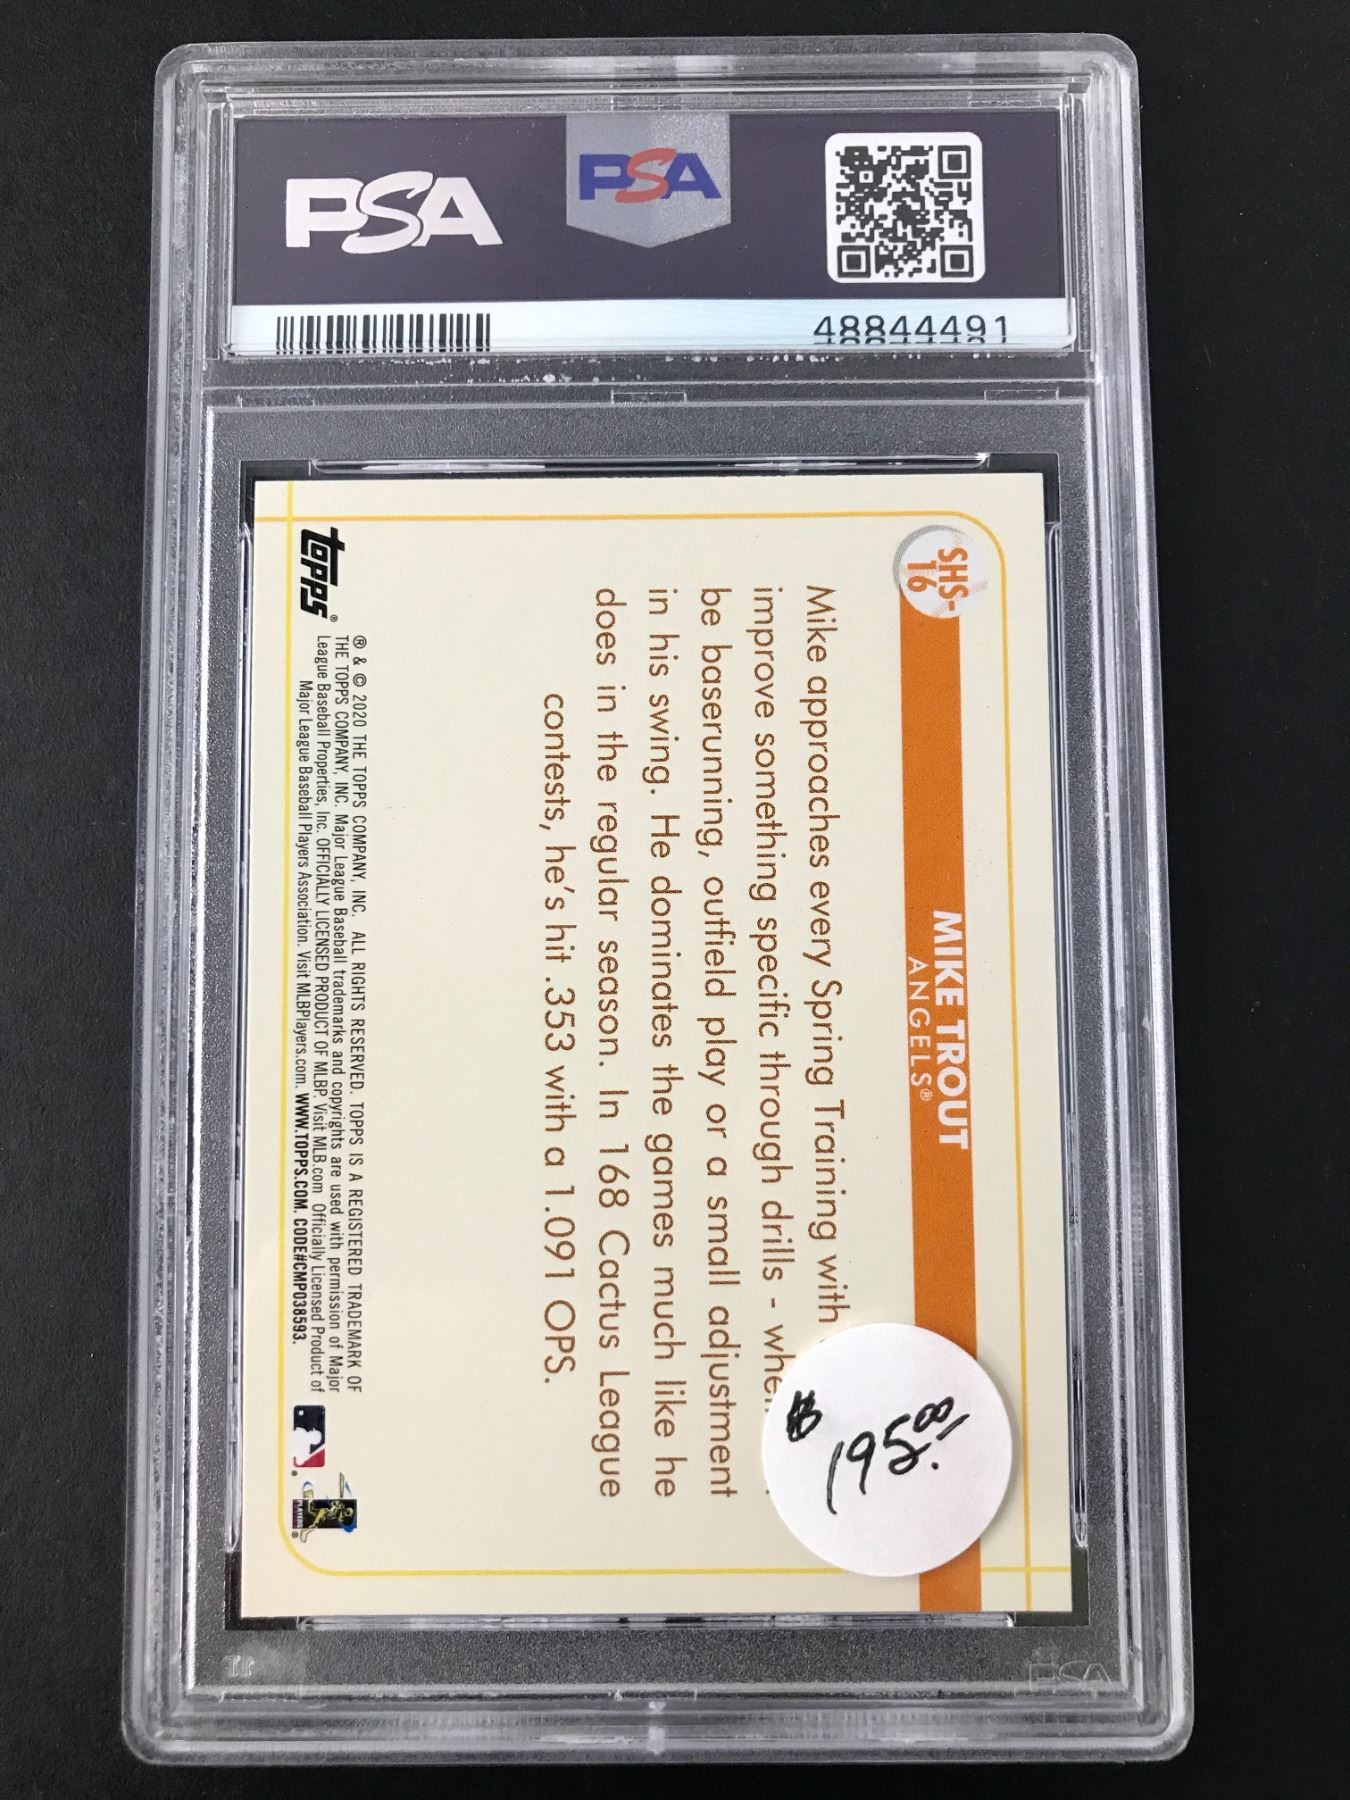 PSA
PSA
48844491
SHS-
16
MIKE TROUT
ANGELS®
Mike approaches every Spring Training with
improve something specific through drills -
be baserunning, outfield play or a small adjustment
in his swing. He dominates the games much like he
does in the regular season. In 168 Cactus League
contests, he's hit .353 with a 1.091 OPS.
$195.00
topps®
® & © 2020 THE TOPPS COMPANY, INC. ALL RIGHTS RESERVED. TOPPS IS A REGISTERED TRADEMARK OF
THE TOPPS COMPANY, INC. Major League Baseball trademarks and copyrights are used with permission of Major
League Baseball Properties, Inc. OFFICIALLY LICENSED PRODUCT OF MLBP. Visit MLB.com Officially Licensed Product of
Major League Baseball Players Association. Visit MLBPlayers.com. WWW.TOPPS.COM. CODE#CMP038593.
PLAYERS
PSA